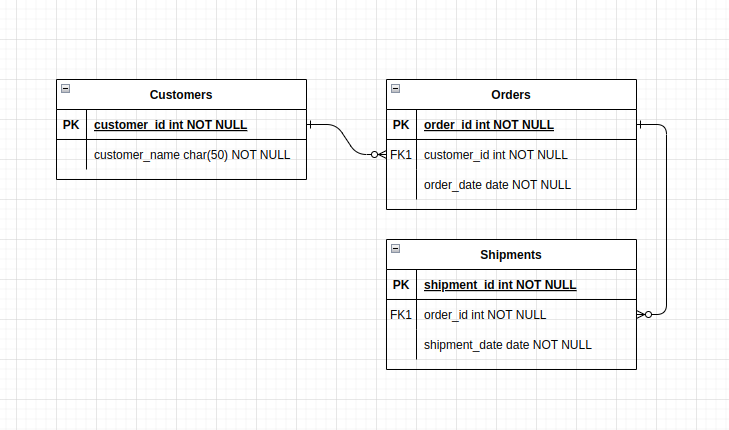 Customers
PK customer_id int NOT NULL
customer_name char(50) NOT NULL
Orders
PK order_id int NOT NULL
FK1 customer_id int NOT NULL
order_date date NOT NULL
Shipments
PK shipment_id int NOT NULL
FK1 order_id int NOT NULL
shipment_date date NOT NULL